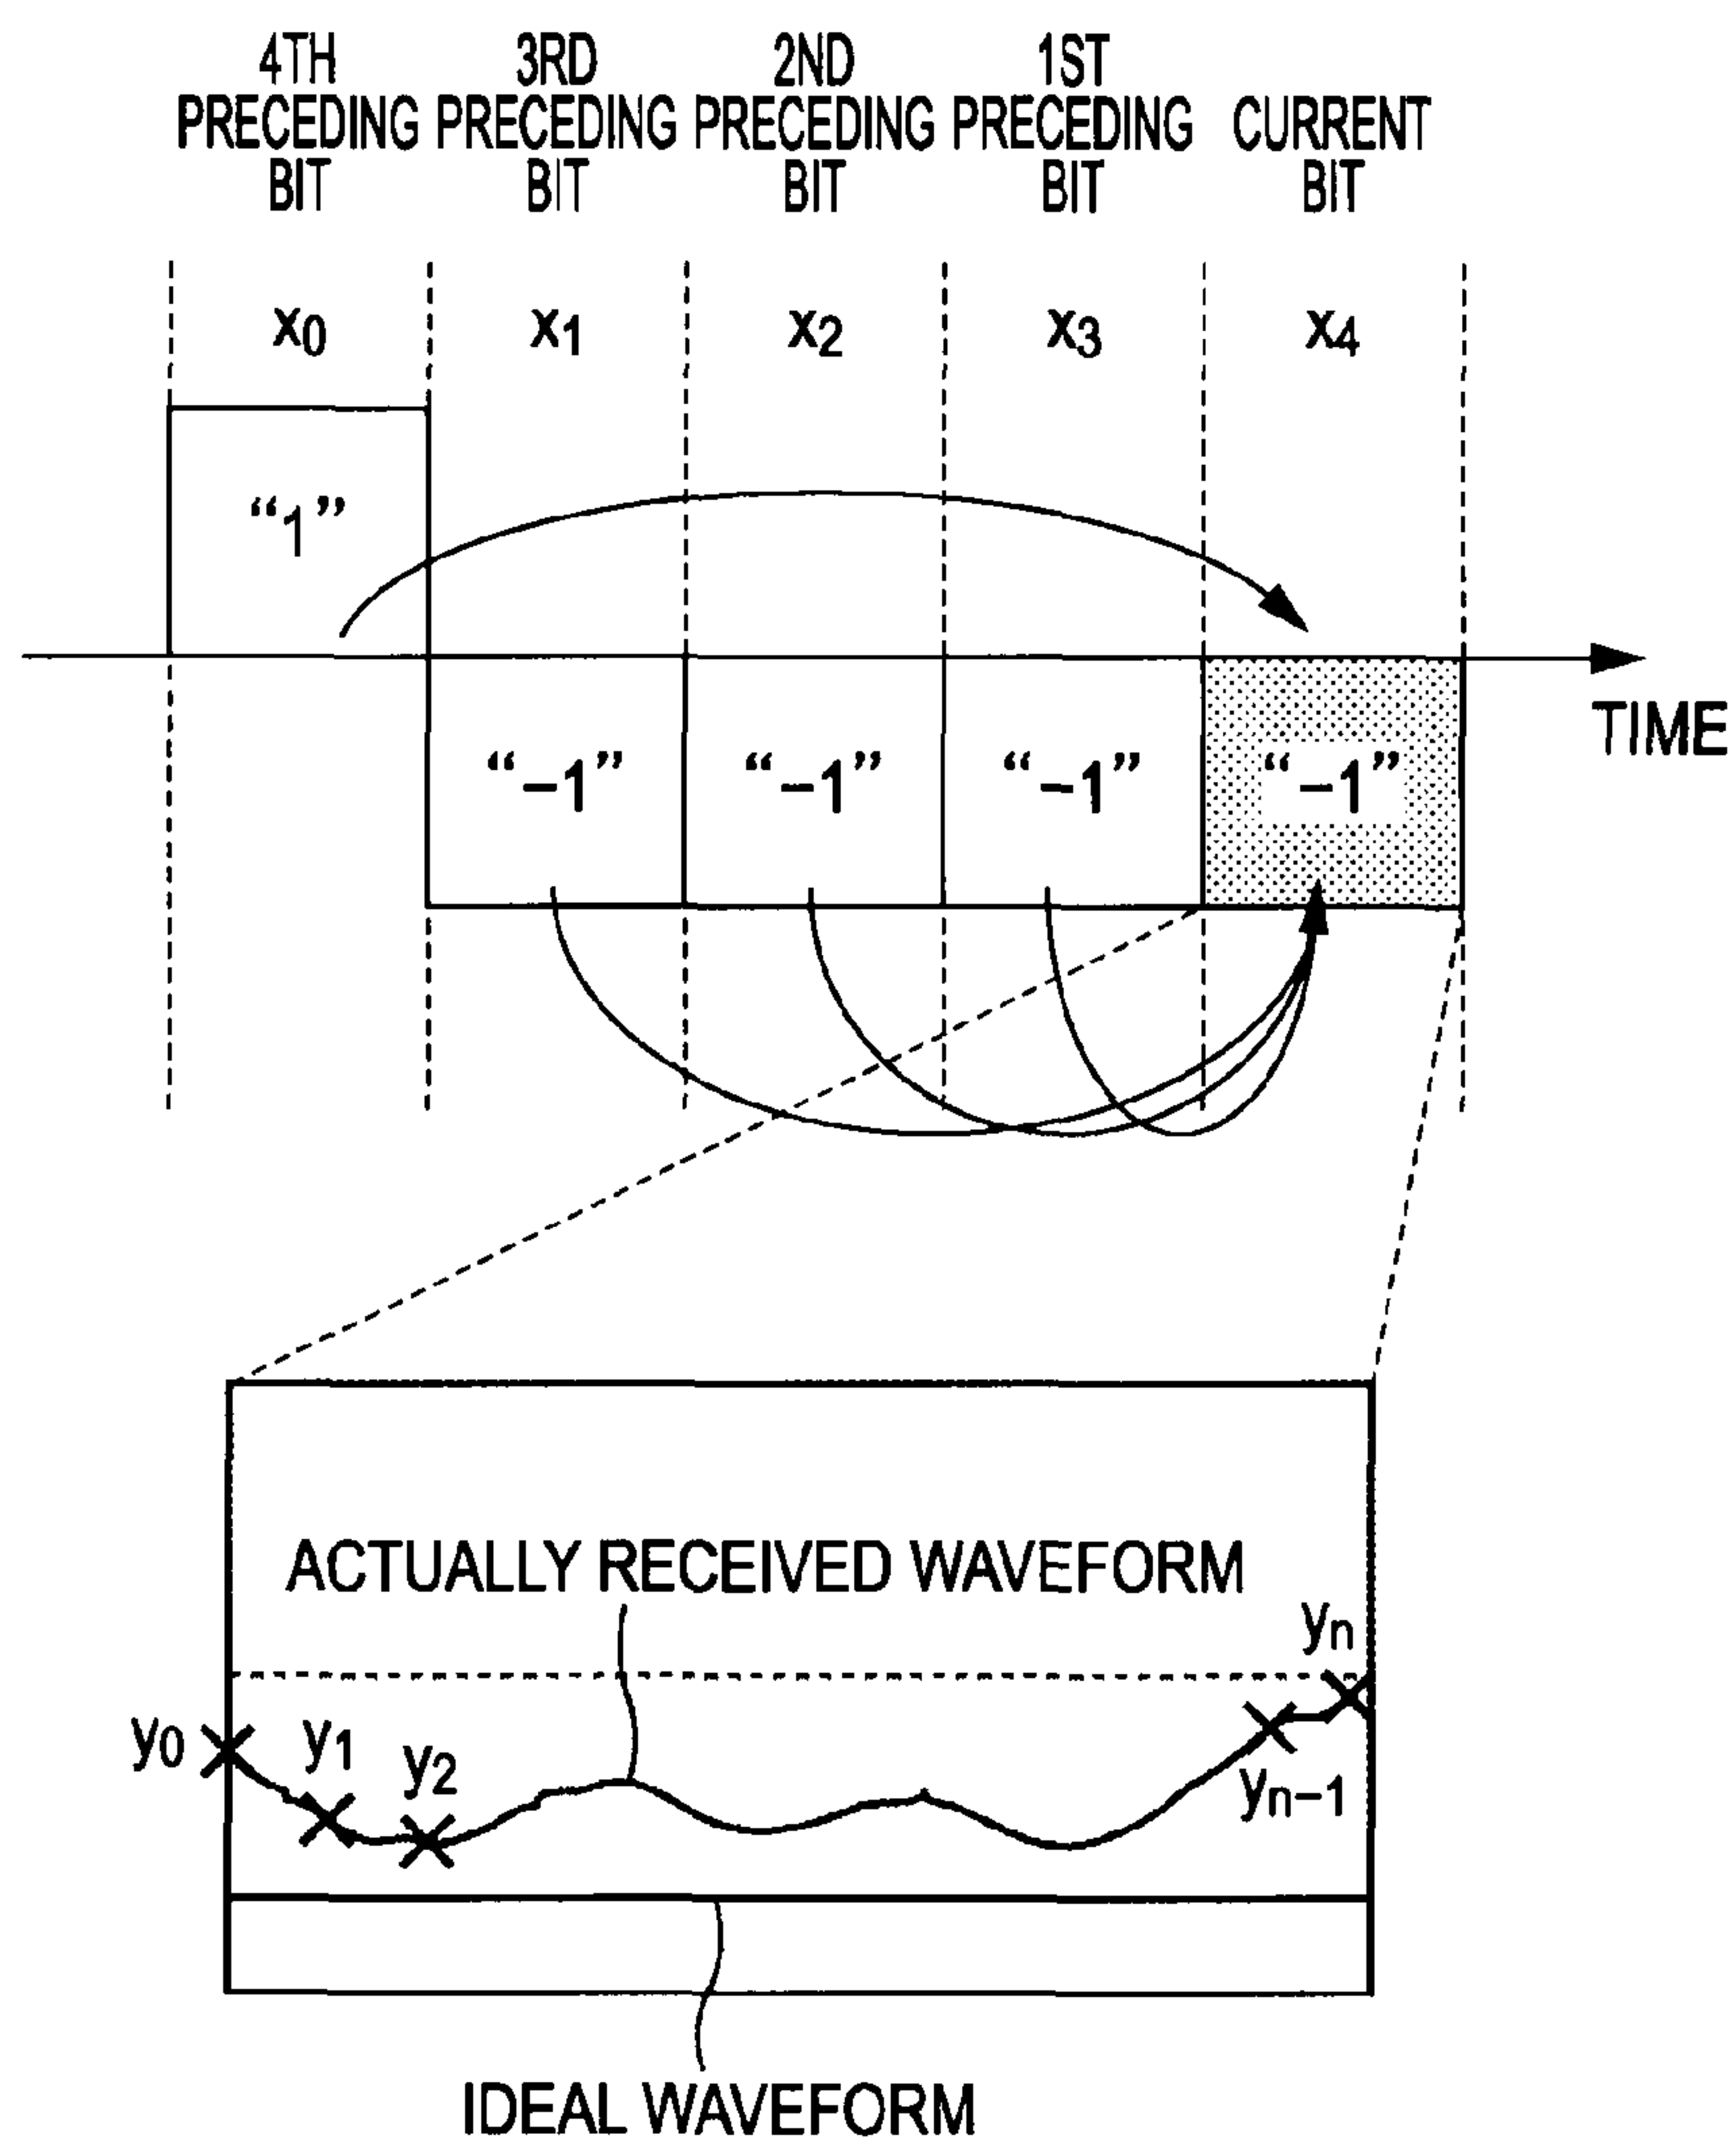 4TH
PRECEDING
BIT
3RD
PRECEDING
BIT
2ND
PRECEDING
BIT
1ST
PRECEDING
BIT
CURRENT
BIT
x0
x1
x2
x3
x4
“1”
“–1”
“–1”
“–1”
“–1”
TIME
ACTUALLY RECEIVED WAVEFORM
yn
y0
y1
y2
yn–1
IDEAL WAVEFORM